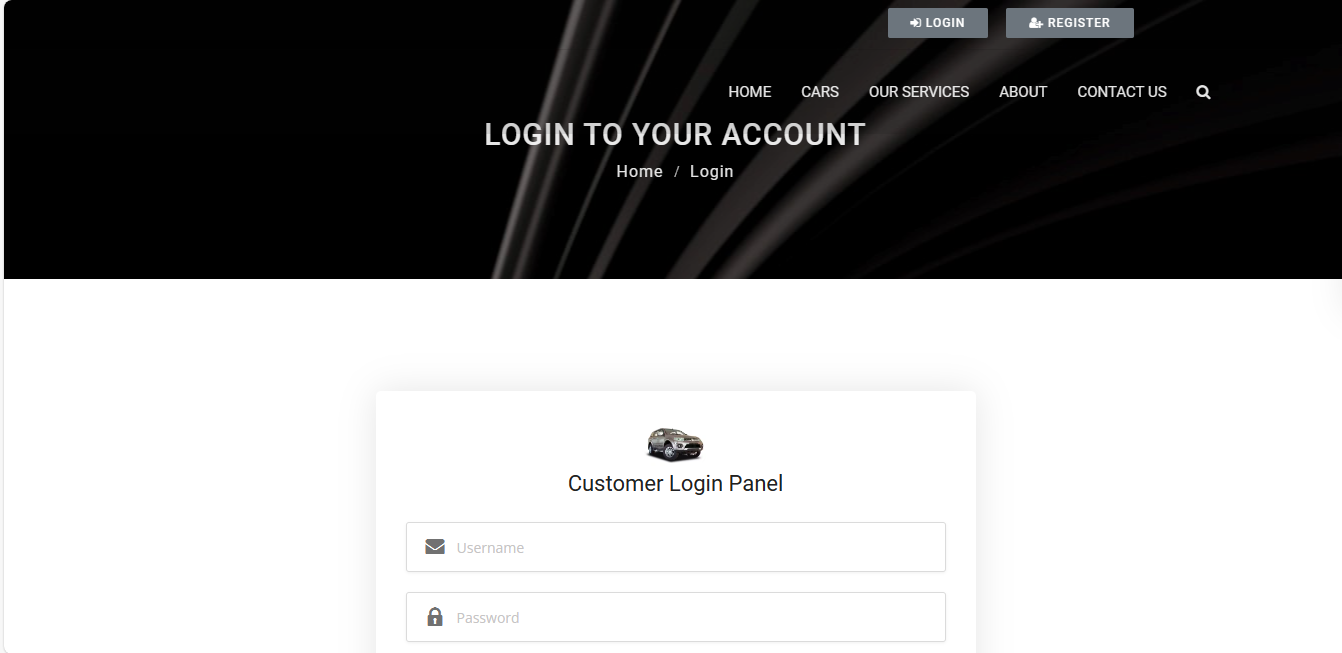 LOGIN REGISTER
HOME CARS OUR SERVICES ABOUT CONTACT US
LOGIN TO YOUR ACCOUNT
Home / Login
Customer Login Panel
Username
Password